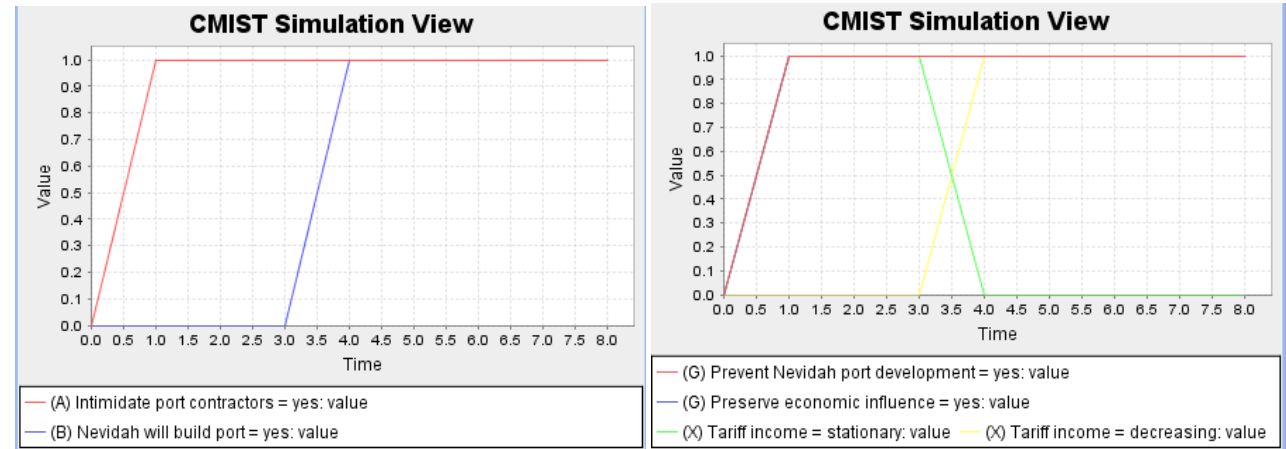 CMIST Simulation View
Value
1.0
0.9
0.8
0.7
0.6
0.5
0.4
0.3
0.2
0.1
0.0
0.0 0.5 1.0 1.5 2.0 2.5 3.0 3.5 4.0 4.5 5.0 5.5 6.0 6.5 7.0 7.5 8.0
Time
(A) Intimidate port contractors = yes: value
(B) Nevidah will build port = yes: value
CMIST Simulation View
Value
1.0
0.9
0.8
0.7
0.6
0.5
0.4
0.3
0.2
0.1
0.0
0.0 0.5 1.0 1.5 2.0 2.5 3.0 3.5 4.0 4.5 5.0 5.5 6.0 6.5 7.0 7.5 8.0
Time
(G) Prevent Nevidah port development = yes: value
(G) Preserve economic influence = yes: value
(X) Tariff income = stationary: value (X) Tariff income = decreasing: value